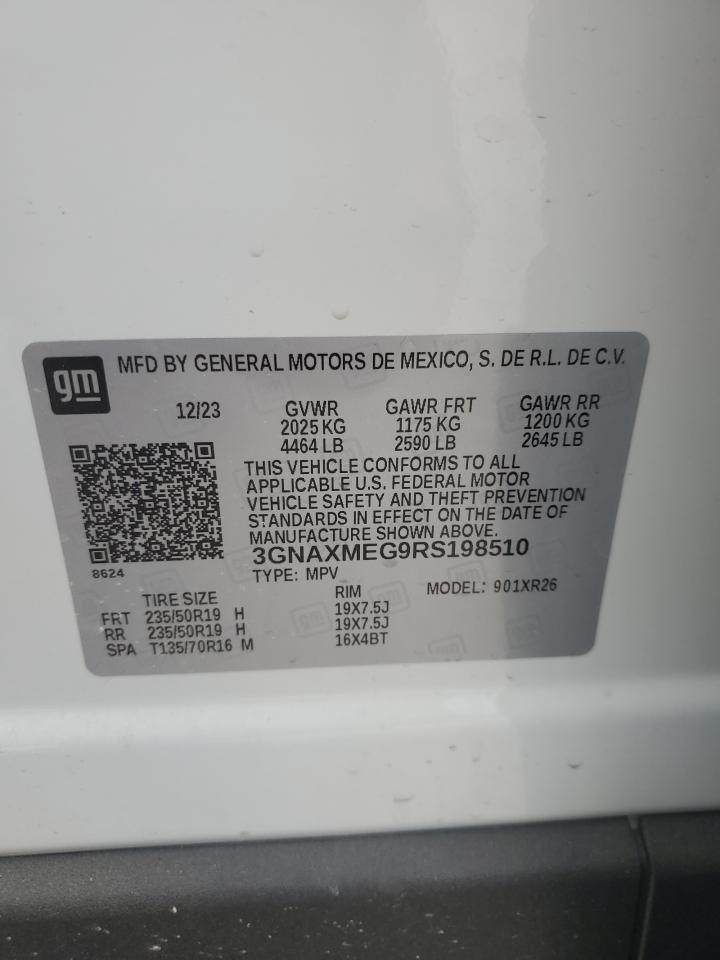 gm
MFD BY GENERAL MOTORS DE MEXICO, S. DE R.L. DE C.V.
12/23 GVWR GAWR FRT GAWR RR
2025 KG 1175 KG 1200 KG
4464 LB 2590 LB 2645 LB
THIS VEHICLE CONFORMS TO ALL
APPLICABLE U.S. FEDERAL MOTOR
VEHICLE SAFETY AND THEFT PREVENTION
STANDARDS IN EFFECT ON THE DATE OF
MANUFACTURE SHOWN ABOVE.
3GNAXMEG9RS198510
8624 TYPE: MPV MODEL: 901XR26
TIRE SIZE RIM
FRT 235/50R19 H 19X7.5J
RR 235/50R19 H 19X7.5J
SPA T135/70R16 M 16X4BT